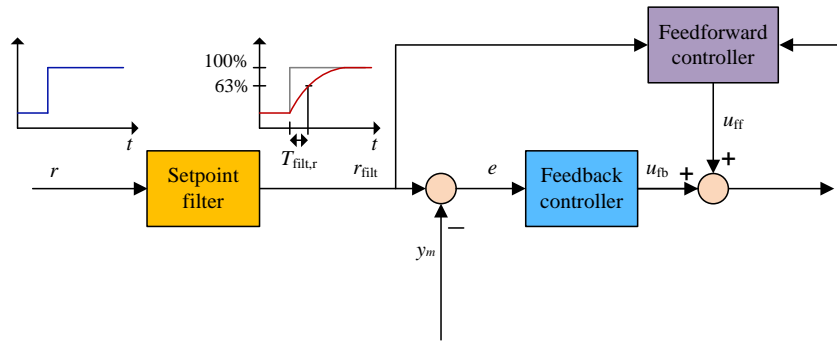 Feedforward
controller
100%
63%
t
t
T_filt,r
u_ff
r
Setpoint
filter
r_filt
e
Feedback
controller
u_fb
+
+
−
y_m